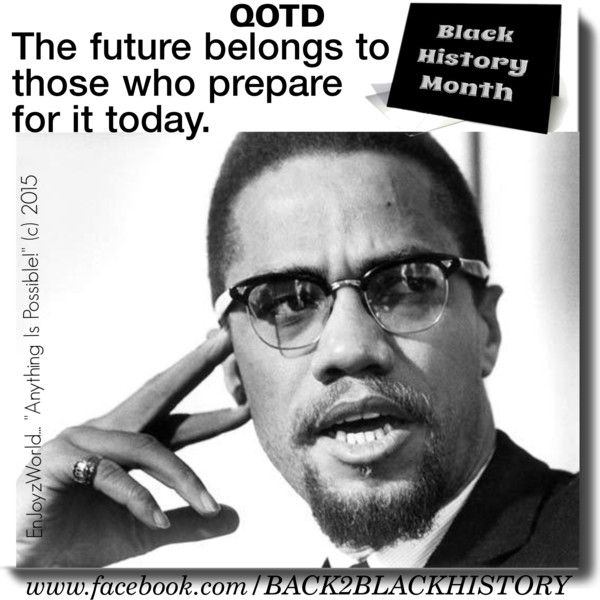 QOTD
The future belongs to
those who prepare
for it today.
Black
History
Month
EnJoyzWorld... "Anything Is Possible!" (c) 2015
www.facebook.com/BACK2BLACKHISTORY